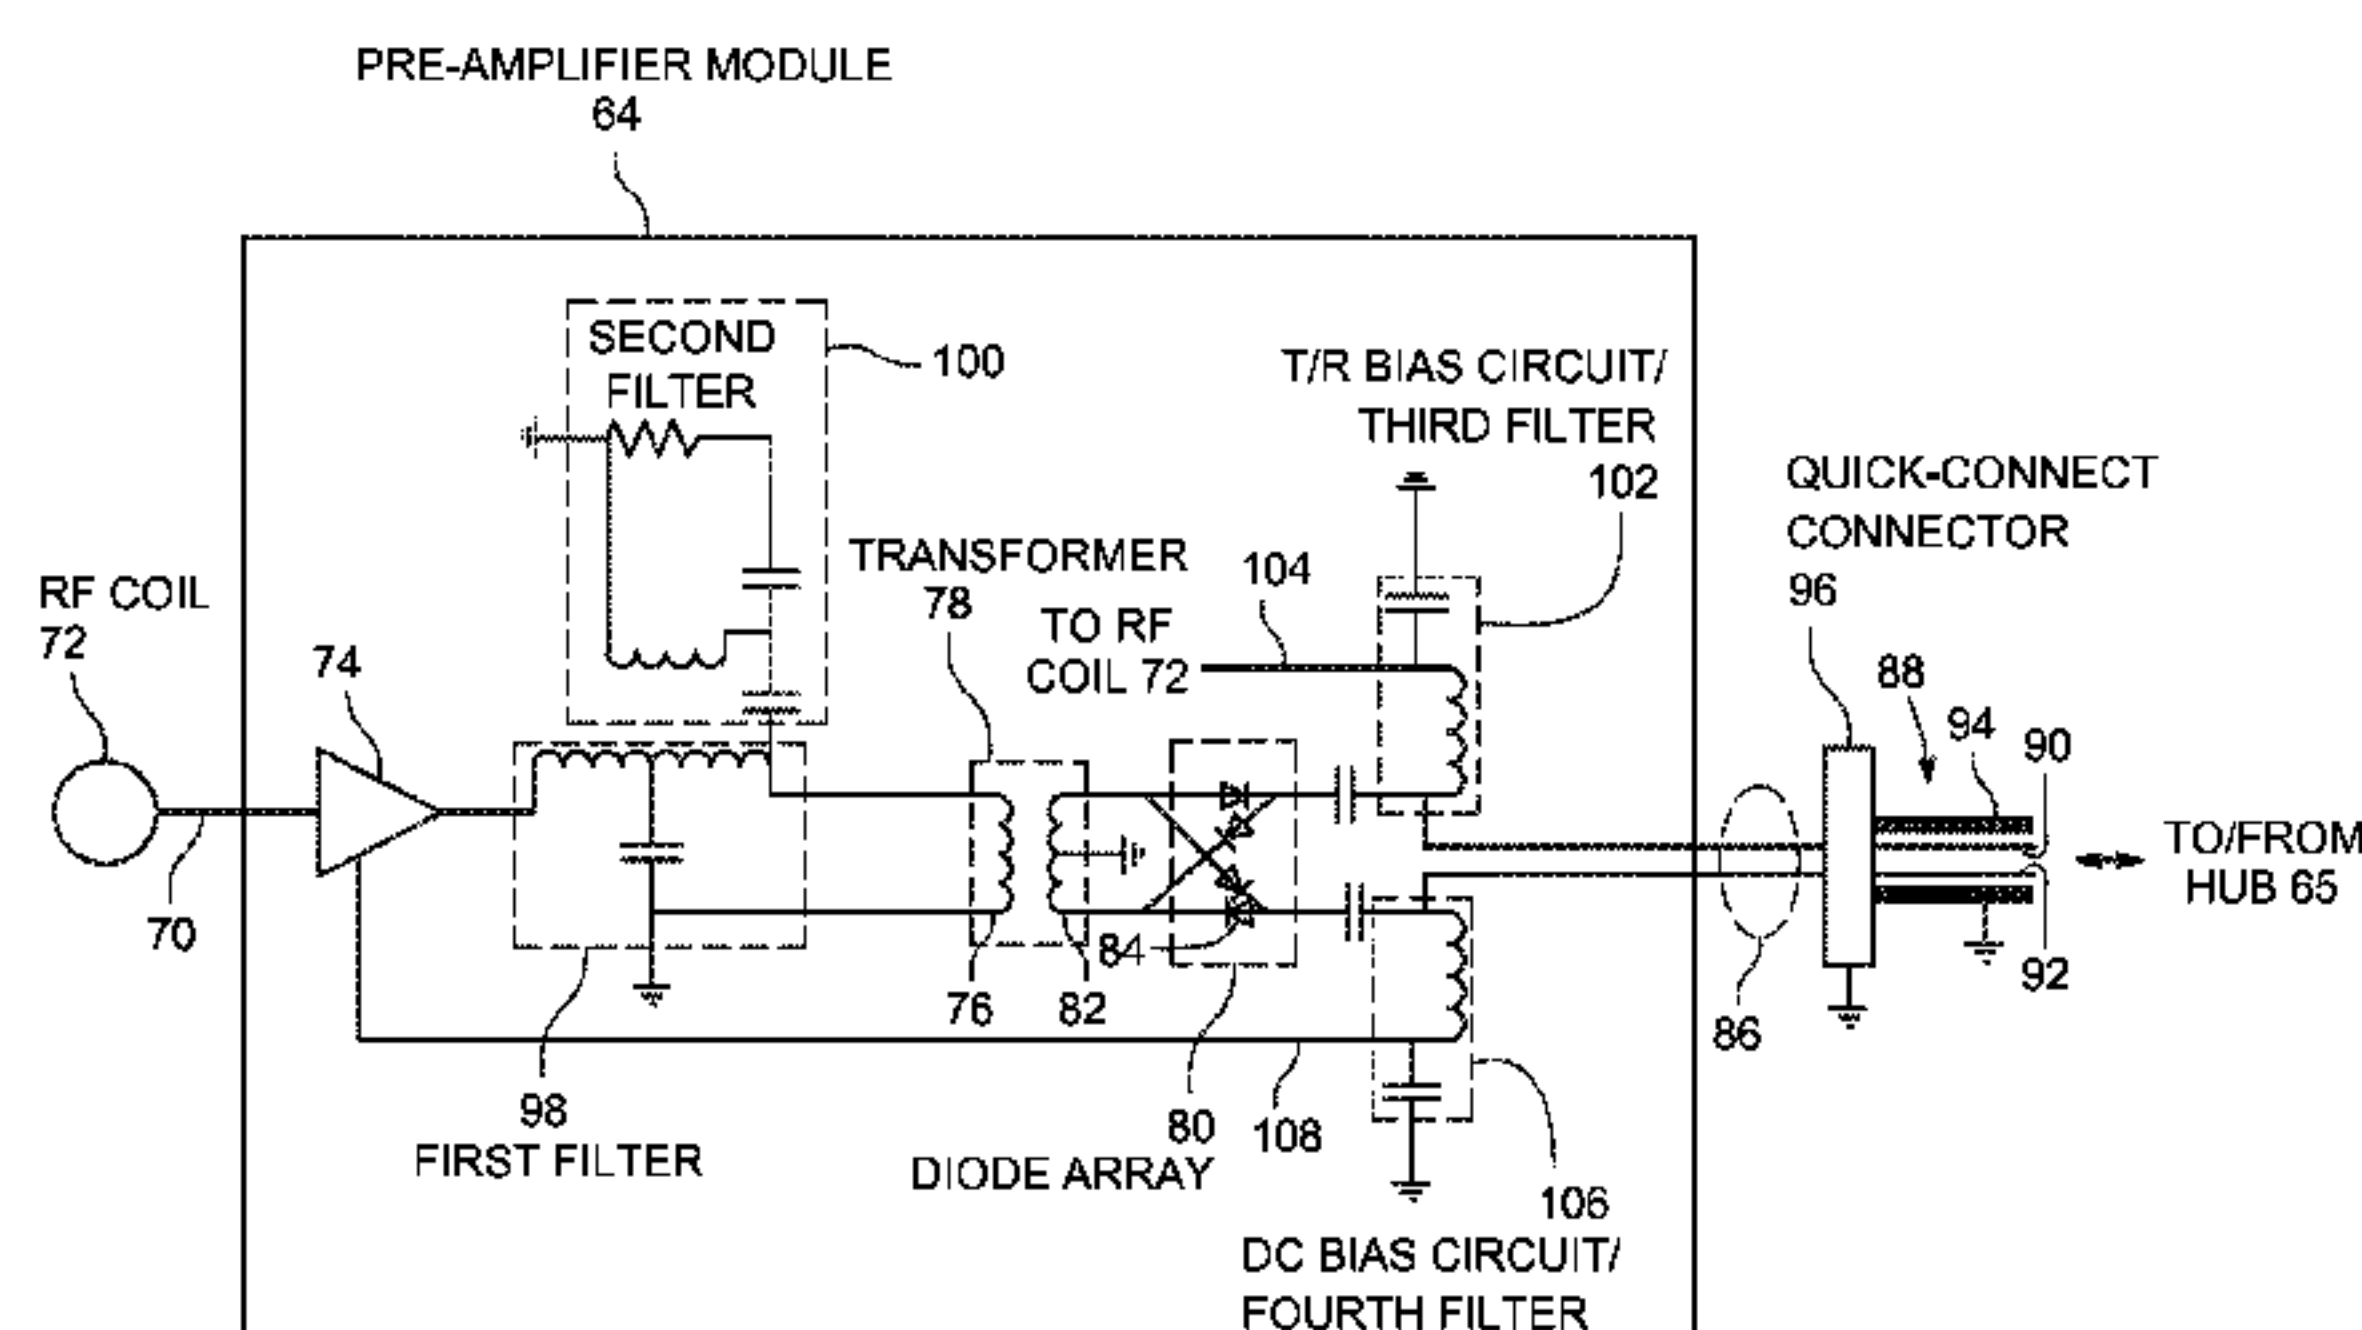 PRE-AMPLIFIER MODULE
64
SECOND
FILTER
100
T/R BIAS CIRCUIT/
THIRD FILTER
102
QUICK-CONNECT
CONNECTOR
96
TRANSFORMER
78
104
TO RF
COIL 72
RF COIL
72
74
88
94
90
TO/FROM
HUB 65
70
84
76
82
92
86
98
FIRST FILTER
80
DIODE ARRAY
108
106
DC BIAS CIRCUIT/
FOURTH FILTER